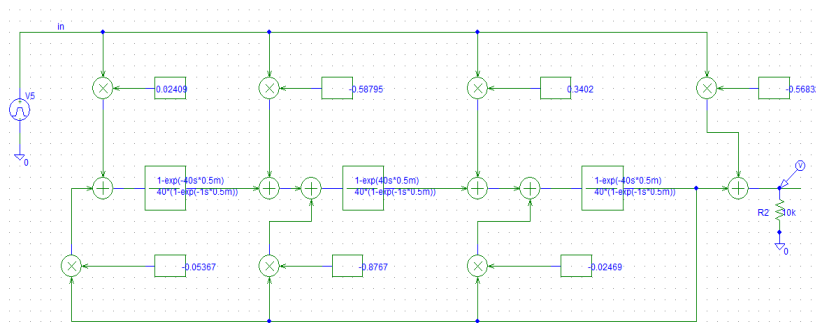 in
V5
0.02409
-0.58795
0.3402
-0.5683
0
V
1-exp(-40s*0.5m)
40*(1-exp(-1s*0.5m))
1-exp(40s*0.5m)
40*(1-exp(-1s*0.5m))
1-exp(-40s*0.5m)
40*(1-exp(-1s*0.5m))
R2
10k
-0.05367
-0.8767
-0.02469
0